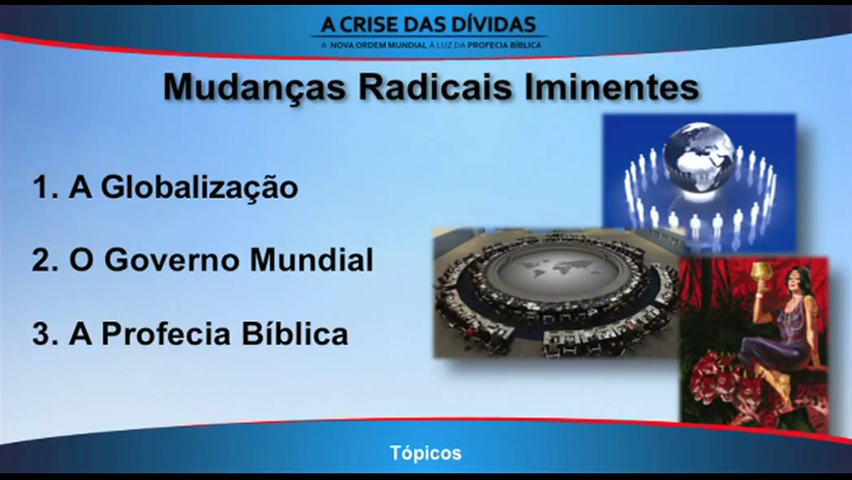 A CRISE DAS DÍVIDAS
A NOVA ORDEM MUNDIAL À LUZ DA PROFECIA BÍBLICA
Mudanças Radicais Iminentes
1. A Globalização
2. O Governo Mundial
3. A Profecia Bíblica
Tópicos